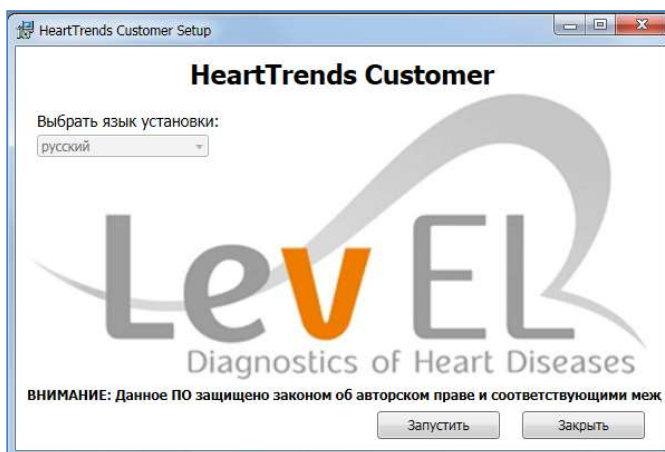 HeartTrends Customer Setup
HeartTrends Customer
Выбрать язык установки:
русский
LevEL
Diagnostics of Heart Diseases
ВНИМАНИЕ: Данное ПО защищено законом об авторском праве и соответствующими меж
Запустить Закрыть